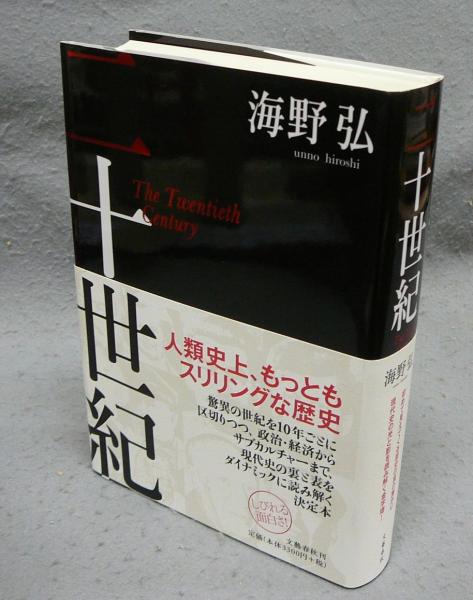 海野 弘
unno hiroshi
The Twentieth
Century
二十世紀
人類史上、もっとも
スリリングな歴史
驚異の世紀を10年ごとに
区切りつつ、政治・経済から
サブカルチャーまで、
現代史の裏と表を
ダイナミックに読み解く
決定本
しびれる
面白さ!
文藝春秋刊
定価(本体3300円+税)
二十世紀
海野 弘
文藝春秋